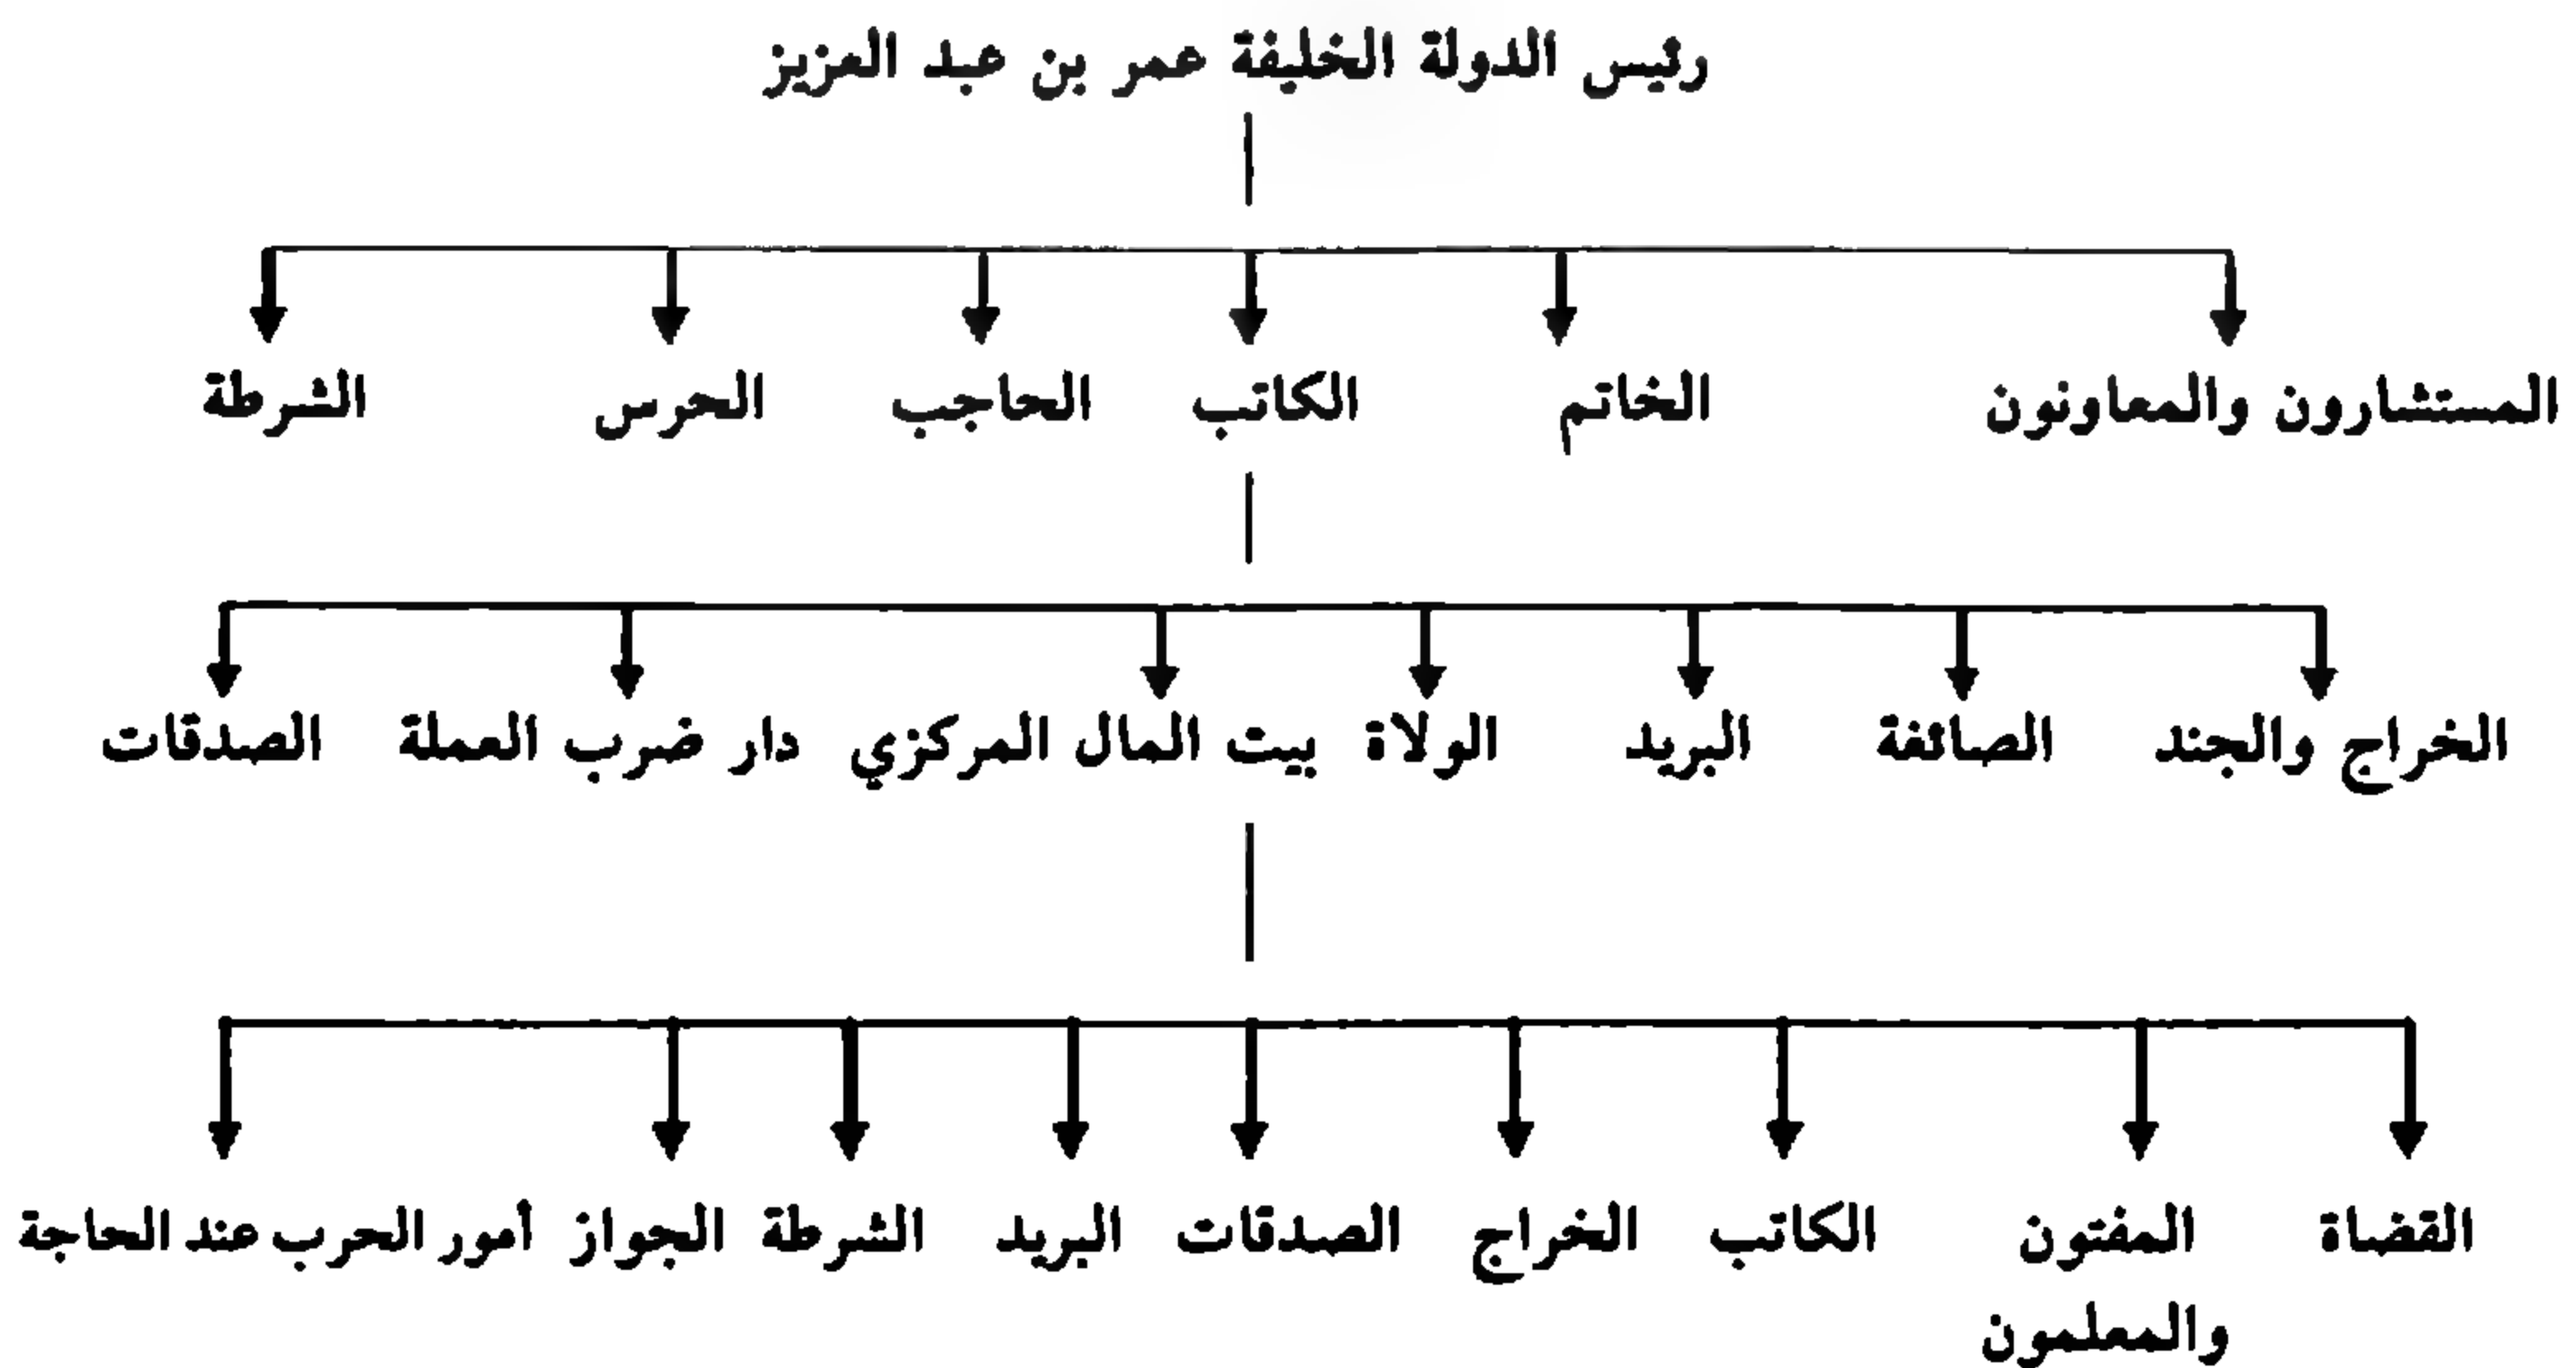 رئيس الدولة الخليفة عمر بن عبد العزيز
المستشارون والمعاونون الخاتم الكاتب الحاجب الحرس الشرطة
الخراج والجند الصائفة البريد الولاة بيت المال المركزي دار ضرب العملة الصدقات
القضاة المفتون الكاتب الخراج الصدقات البريد الشرطة الجواز أمور الحرب عند الحاجة
والمعلمون